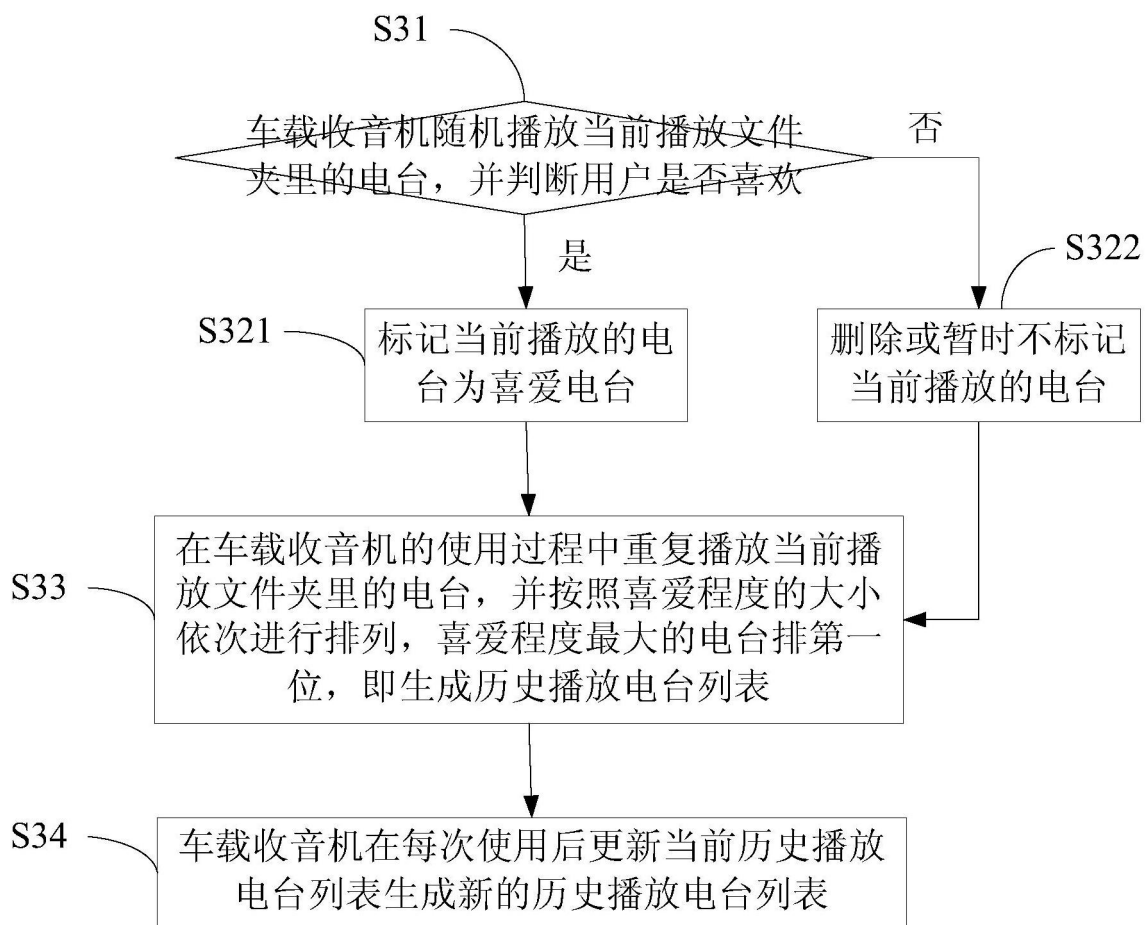 S31
车载收音机随机播放当前播放文件
夹里的电台，并判断用户是否喜欢
否
是
S322
S321
标记当前播放的电
台为喜爱电台
删除或暂时不标记
当前播放的电台
S33
在车载收音机的使用过程中重复播放当前播
放文件夹里的电台，并按照喜爱程度的大小
依次进行排列，喜爱程度最大的电台排第一
位，即生成历史播放电台列表
S34
车载收音机在每次使用后更新当前历史播放
电台列表生成新的历史播放电台列表